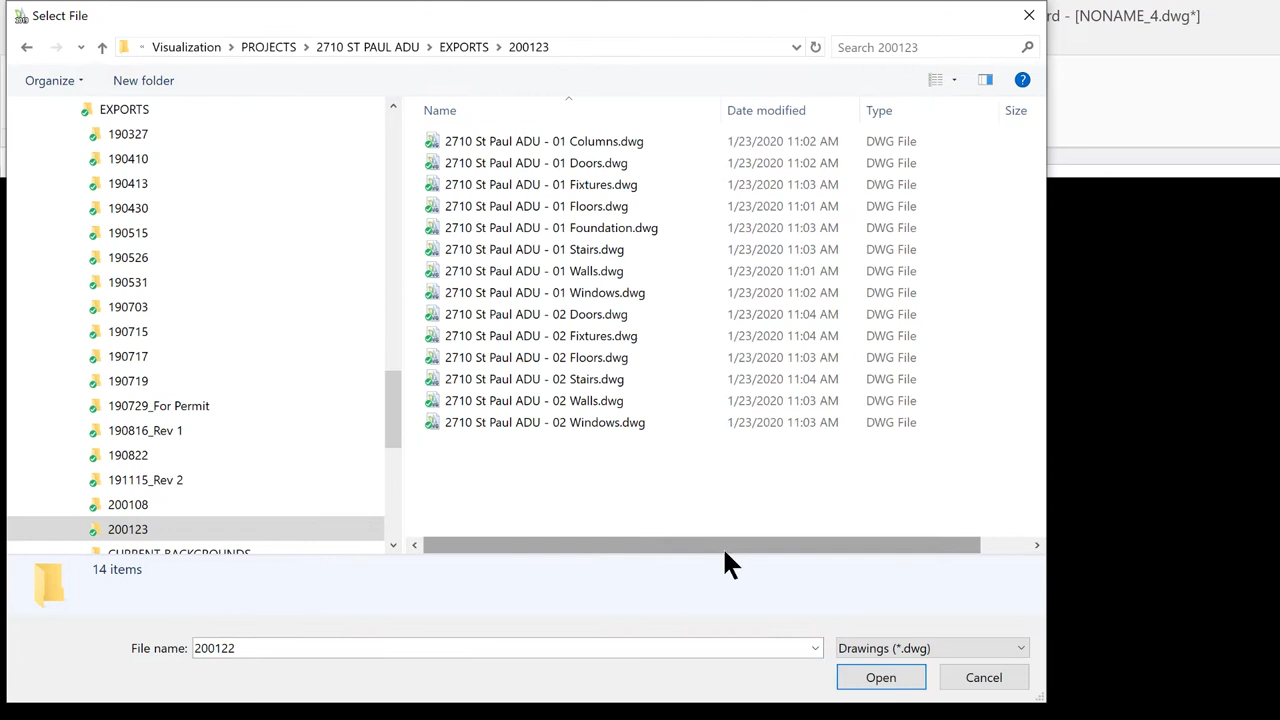 Select File
rd - [NONAME_4.dwg*]
« Visualization > PROJECTS > 2710 ST PAUL ADU > EXPORTS > 200123
Search 200123
Organize
New folder
?
EXPORTS
190327
190410
190413
190430
190515
190526
190531
190703
190715
190717
190719
190729_For Permit
190816_Rev 1
190822
191115_Rev 2
200108
200123
CURRENT BACKGROUNDS
Name Date modified Type Size
2710 St Paul ADU - 01 Columns.dwg 1/23/2020 11:02 AM DWG File
2710 St Paul ADU - 01 Doors.dwg 1/23/2020 11:02 AM DWG File
2710 St Paul ADU - 01 Fixtures.dwg 1/23/2020 11:03 AM DWG File
2710 St Paul ADU - 01 Floors.dwg 1/23/2020 11:01 AM DWG File
2710 St Paul ADU - 01 Foundation.dwg 1/23/2020 11:03 AM DWG File
2710 St Paul ADU - 01 Stairs.dwg 1/23/2020 11:03 AM DWG File
2710 St Paul ADU - 01 Walls.dwg 1/23/2020 11:01 AM DWG File
2710 St Paul ADU - 01 Windows.dwg 1/23/2020 11:02 AM DWG File
2710 St Paul ADU - 02 Doors.dwg 1/23/2020 11:04 AM DWG File
2710 St Paul ADU - 02 Fixtures.dwg 1/23/2020 11:04 AM DWG File
2710 St Paul ADU - 02 Floors.dwg 1/23/2020 11:03 AM DWG File
2710 St Paul ADU - 02 Stairs.dwg 1/23/2020 11:04 AM DWG File
2710 St Paul ADU - 02 Walls.dwg 1/23/2020 11:03 AM DWG File
2710 St Paul ADU - 02 Windows.dwg 1/23/2020 11:03 AM DWG File
14 items
File name: 200122
Drawings (*.dwg)
Open
Cancel